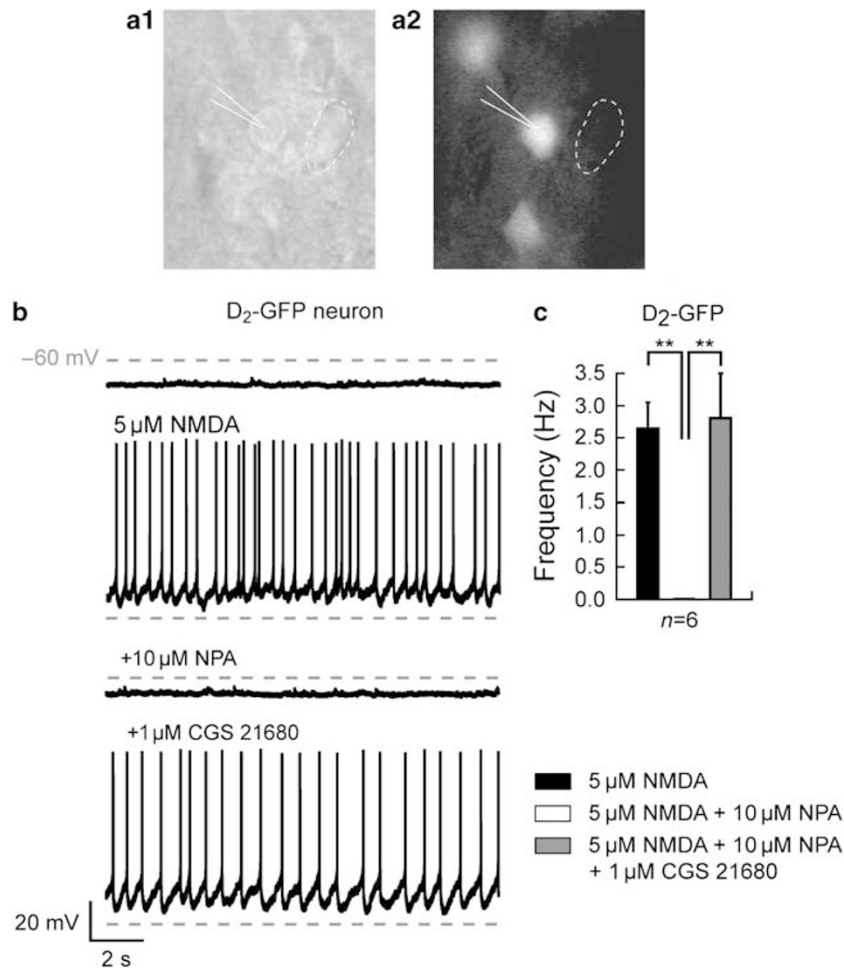 a1
a2
b
D₂-GFP neuron
–60 mV
5 µM NMDA
+10 µM NPA
+1 µM CGS 21680
20 mV
2 s
c
D₂-GFP
** **
3.5
3.0
2.5
2.0
1.5
1.0
0.5
0.0
Frequency (Hz)
n=6
5 µM NMDA
5 µM NMDA + 10 µM NPA
5 µM NMDA + 10 µM NPA
+ 1 µM CGS 21680